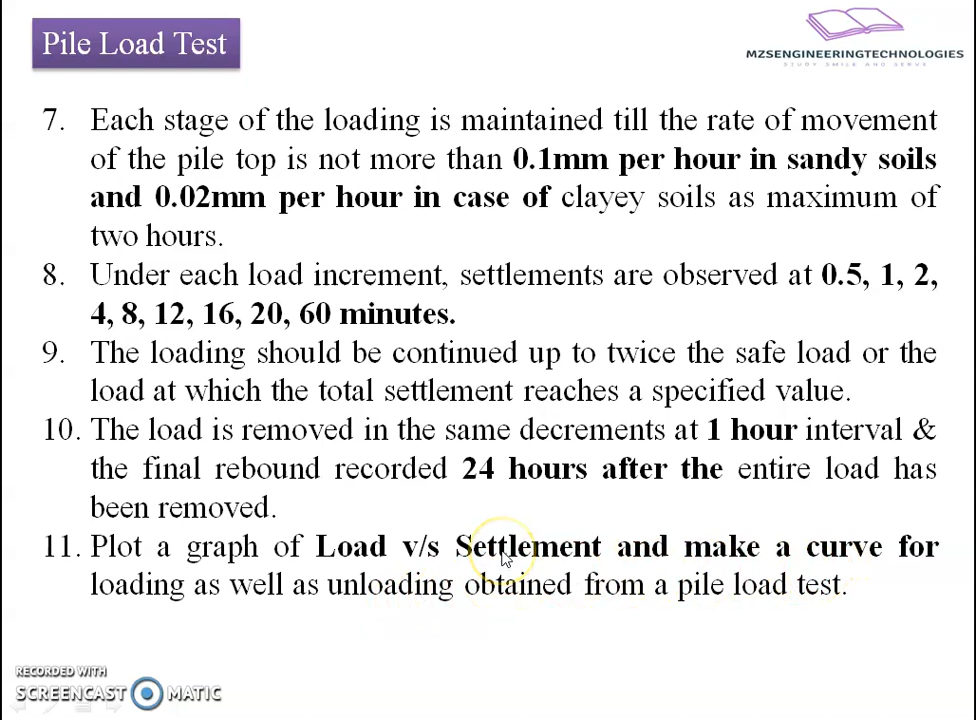 Pile Load Test
MZSENGINEERINGTECHNOLOGIES
STUDY SMILE AND SERVE
7. Each stage of the loading is maintained till the rate of movement
of the pile top is not more than 0.1mm per hour in sandy soils
and 0.02mm per hour in case of clayey soils as maximum of
two hours.
8. Under each load increment, settlements are observed at 0.5, 1, 2,
4, 8, 12, 16, 20, 60 minutes.
9. The loading should be continued up to twice the safe load or the
load at which the total settlement reaches a specified value.
10. The load is removed in the same decrements at 1 hour interval &
the final rebound recorded 24 hours after the entire load has
been removed.
11. Plot a graph of Load v/s Settlement and make a curve for
loading as well as unloading obtained from a pile load test.
RECORDED WITH
SCREENCAST MATIC